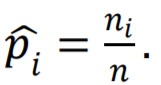 p̂ᵢ = nᵢ/n.